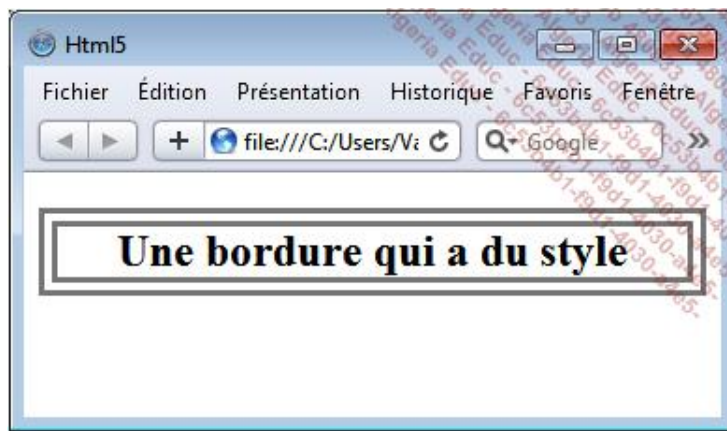 Html5
Fichier Édition Présentation Historique Favoris Fenêtre
file:///C:/Users/Va
Google
Une bordure qui a du style